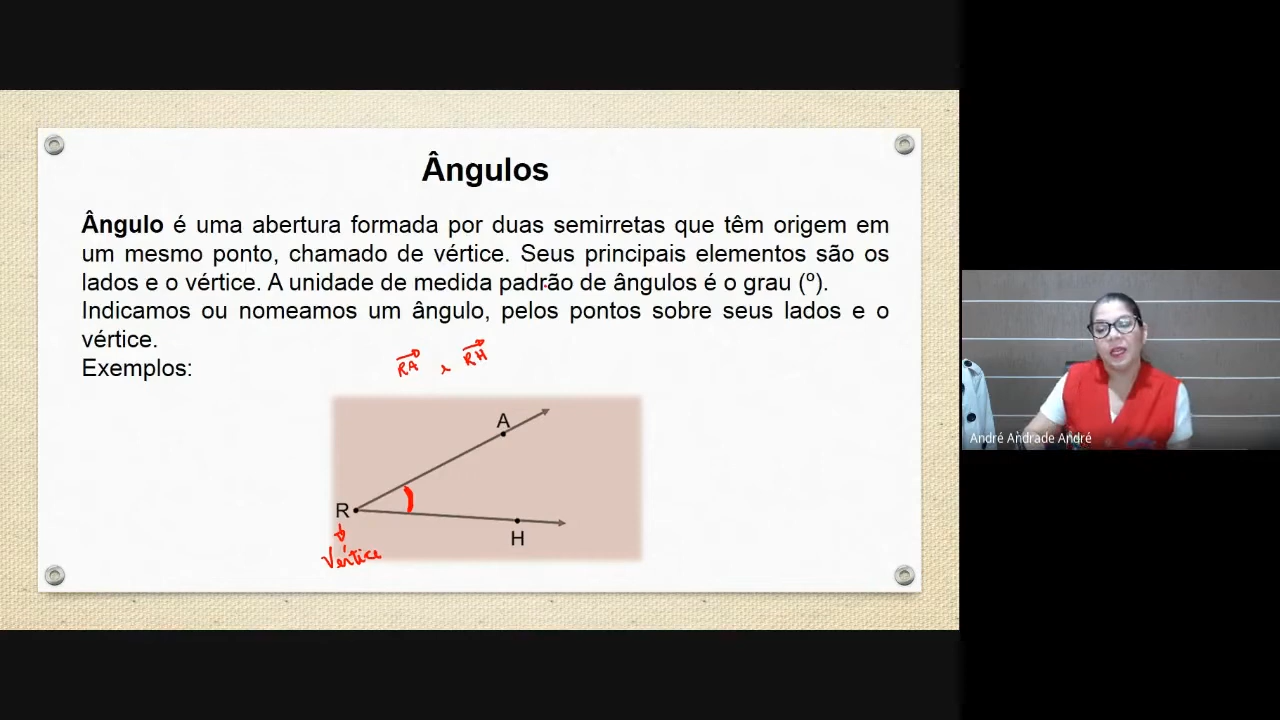 Ângulos
Ângulo é uma abertura formada por duas semirretas que têm origem em
um mesmo ponto, chamado de vértice. Seus principais elementos são os
lados e o vértice. A unidade de medida padrão de ângulos é o grau (º).
Indicamos ou nomeamos um ângulo, pelos pontos sobre seus lados e o
vértice.
Exemplos:
RA , RH
A
R
H
Vértice
André Andrade André